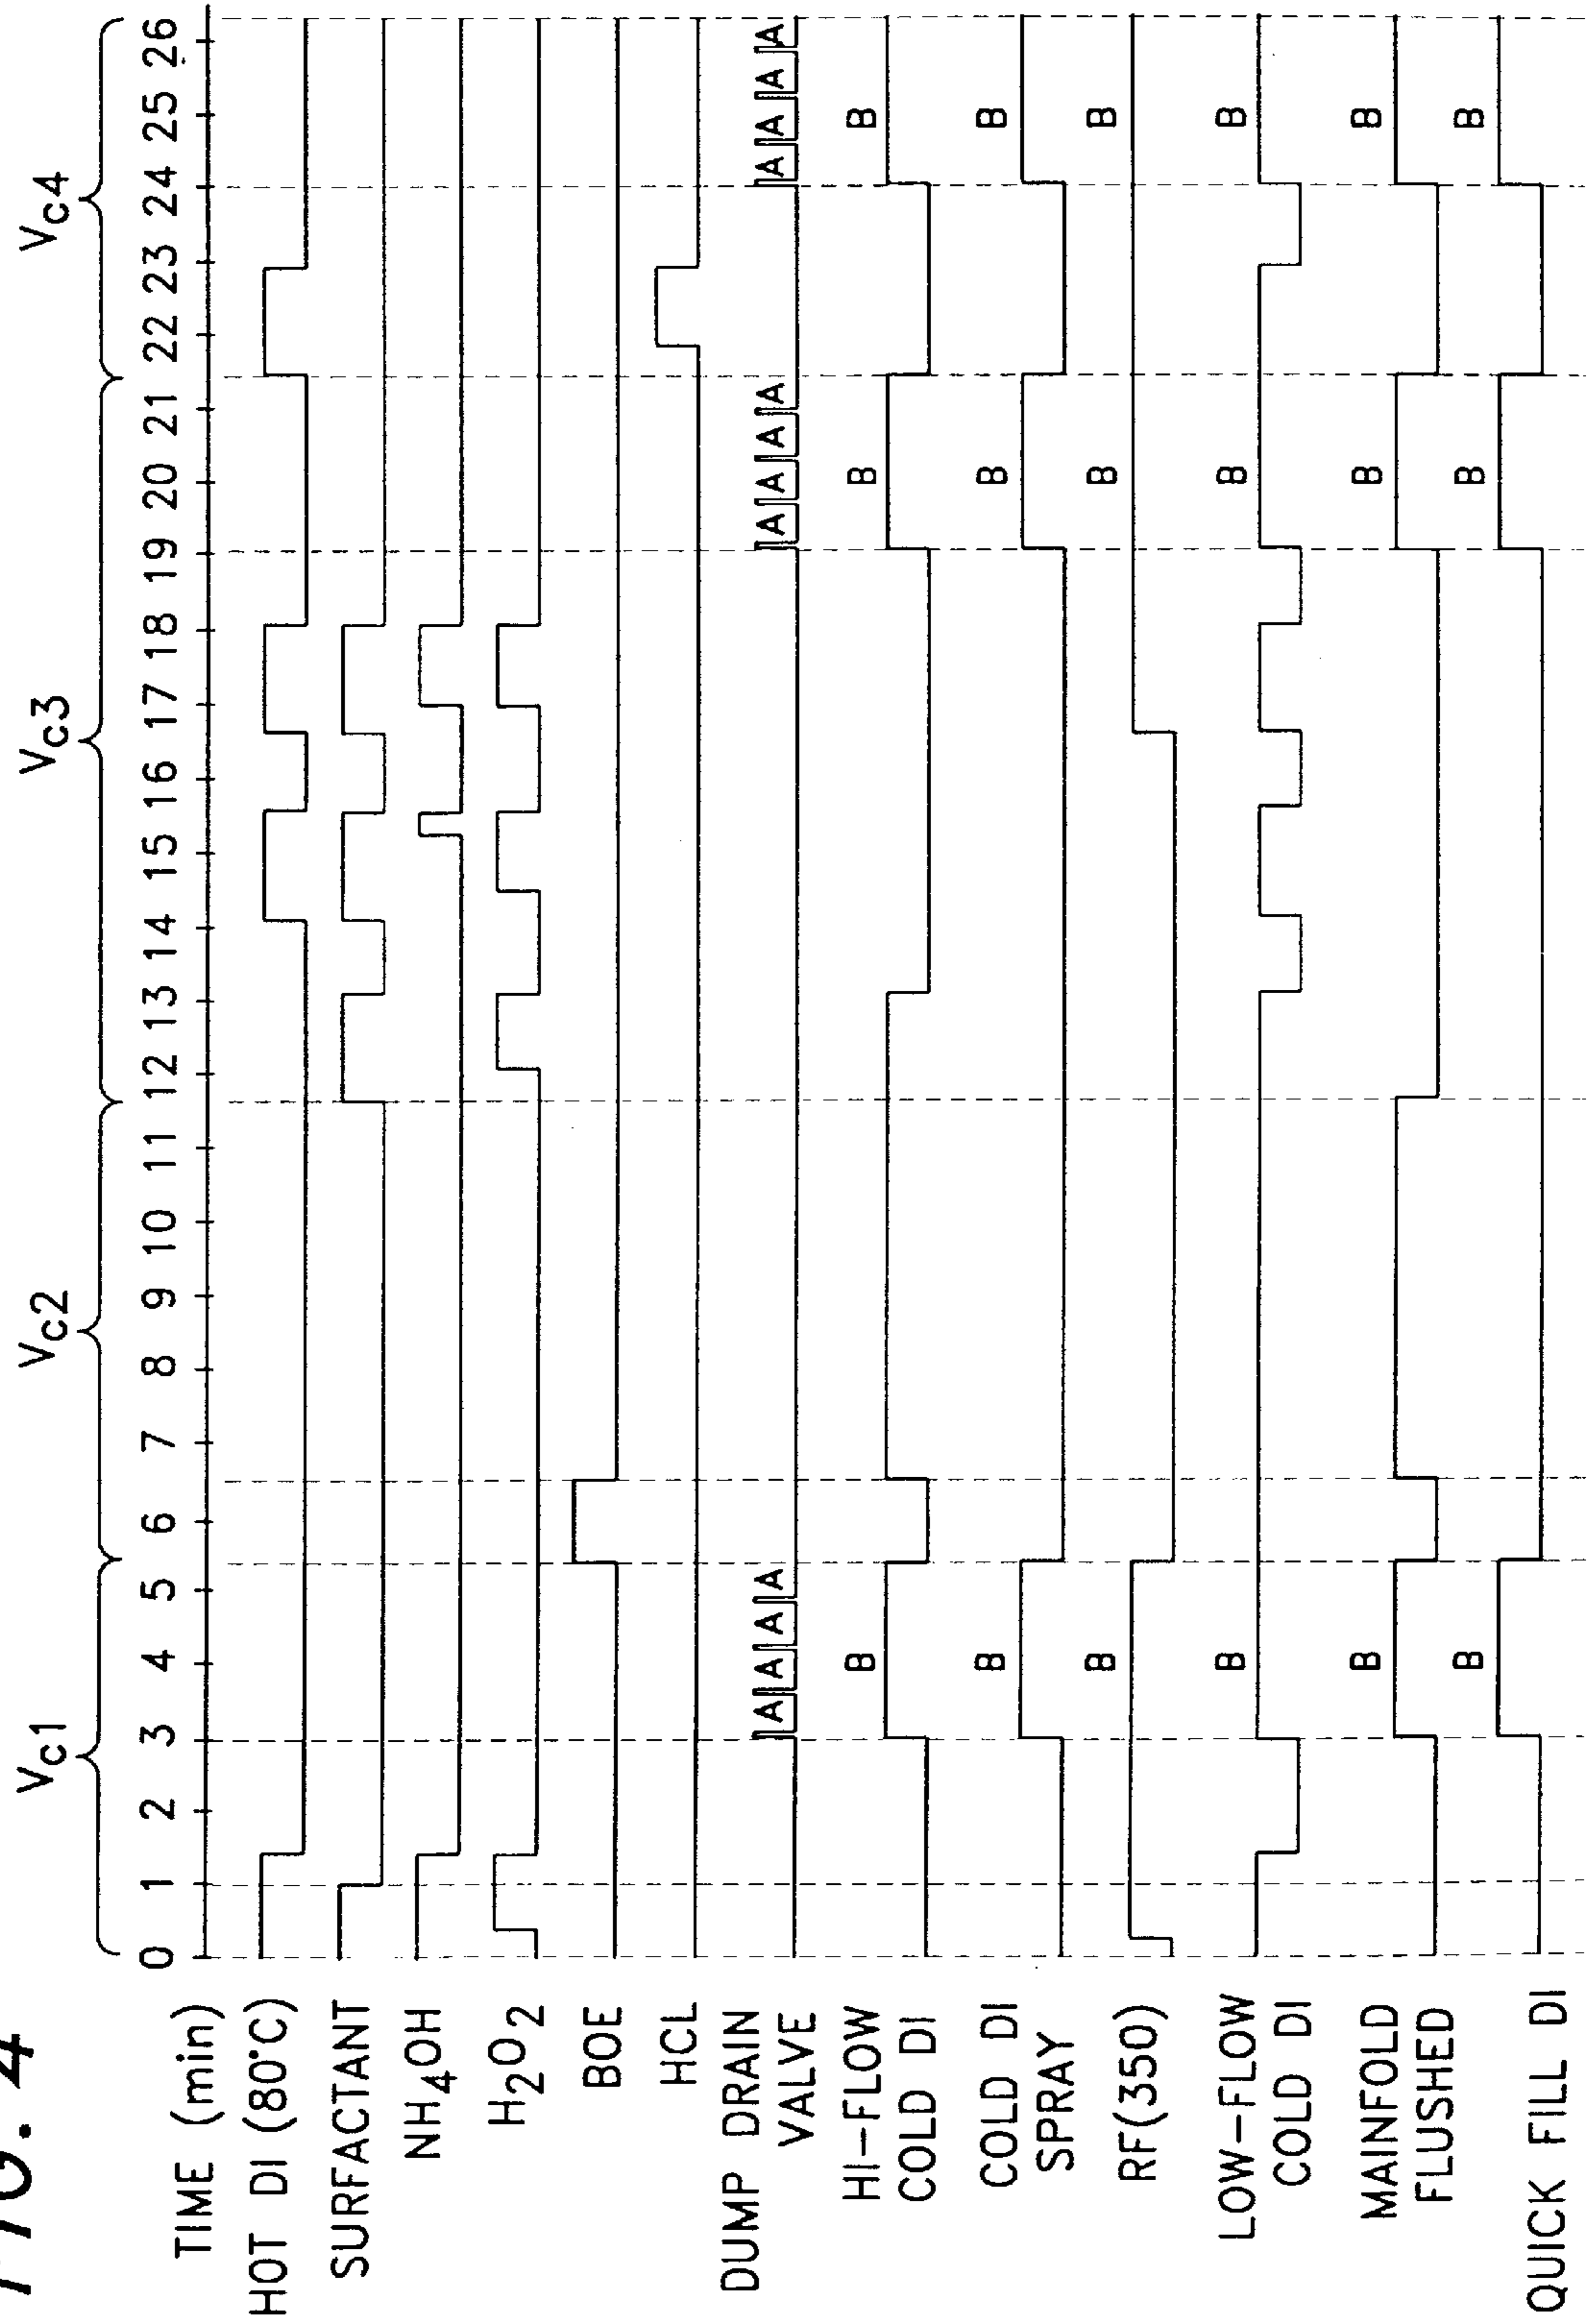 FIG. 4
Vc1 Vc2 Vc3 Vc4
TIME (min) 0 1 2 3 4 5 6 7 8 9 10 11 12 13 14 15 16 17 18 19 20 21 22 23 24 25 26
HOT DI (80°C)
SURFACTANT
NH4OH
H2O2
BOE
HCL
DUMP DRAIN
VALVE
A A A A A A A A A A A A
HI-FLOW
COLD DI
B B B
COLD DI
SPRAY
B B B
RF(350)
B B B
LOW-FLOW
COLD DI
B B B
MAINFOLD
FLUSHED
B B B
QUICK FILL DI
B B B